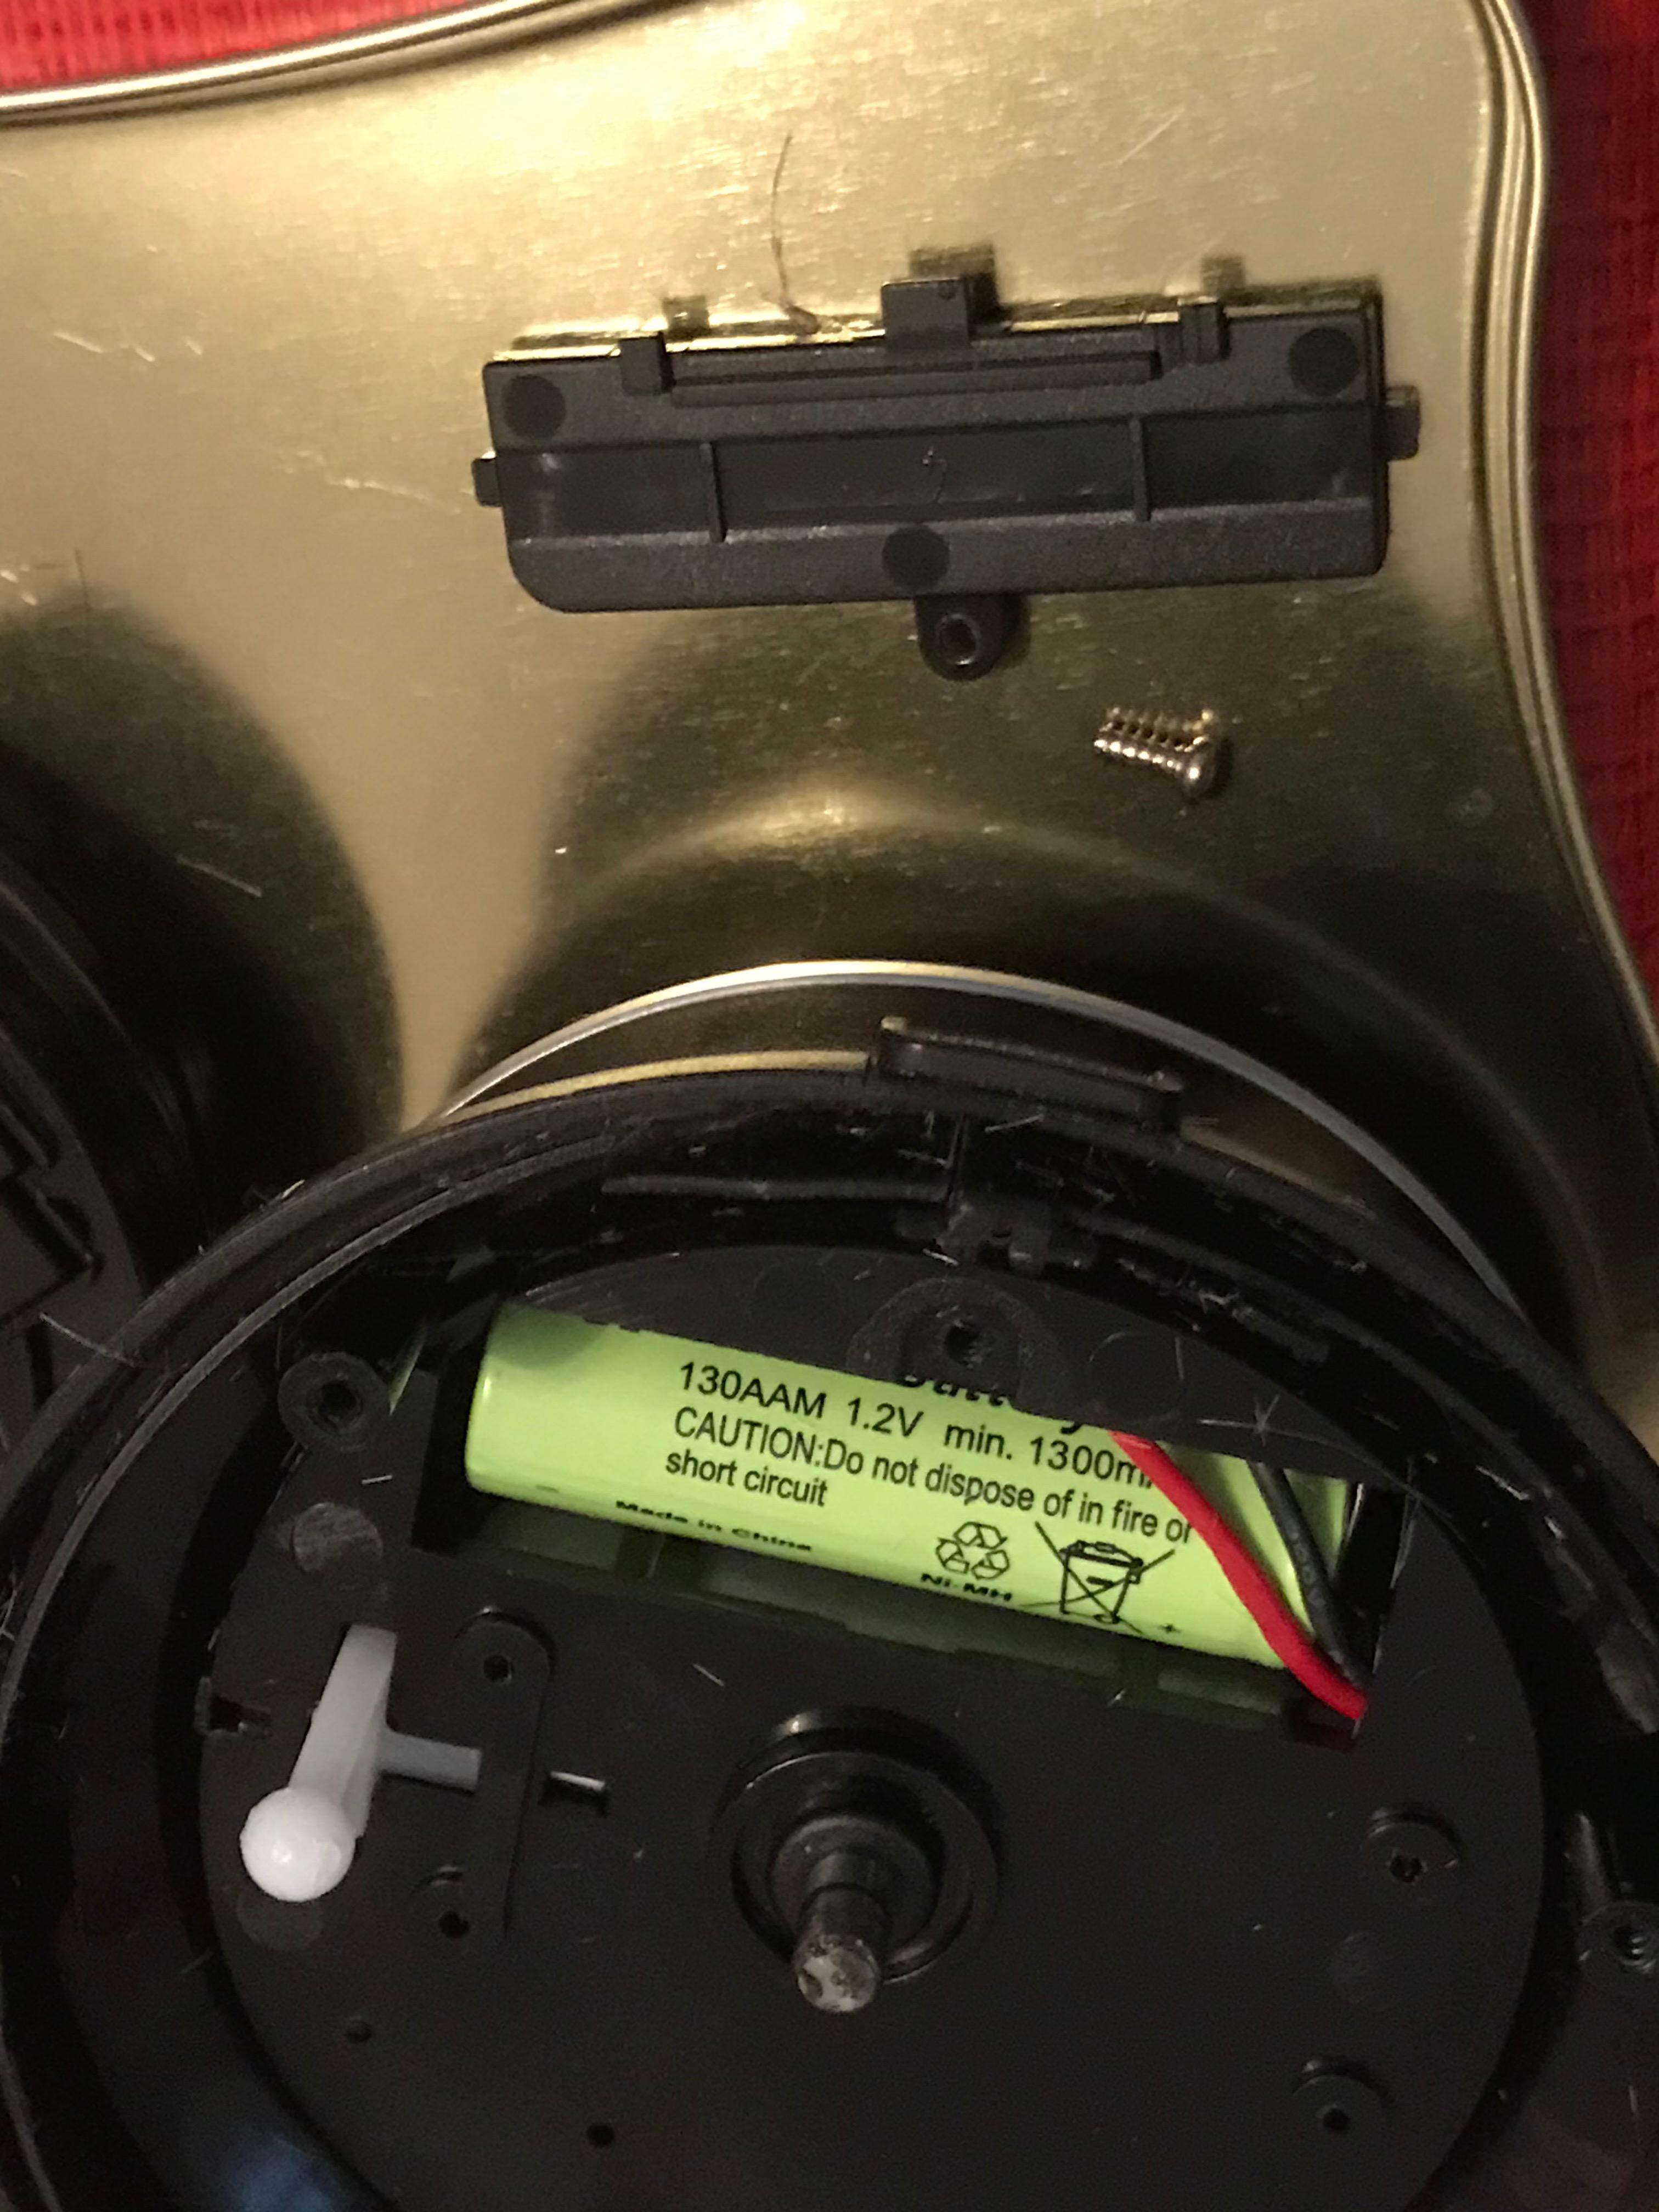 130AAM 1.2V min. 1300m
CAUTION:Do not dispose of in fire or
short circuit
Made in China
Ni-MH
- +